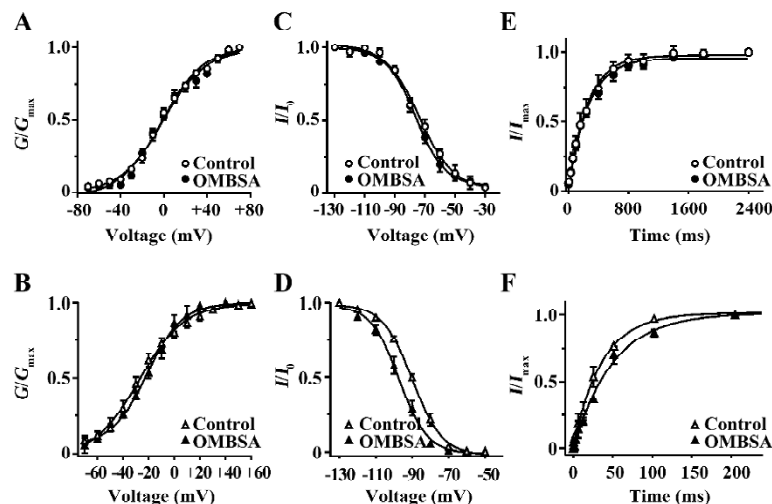 A
G/Gmax
1.0
0.5
0
Control
OMBSA
-80 -40 0 +40 +80
Voltage (mV)
C
I/I0
1.0
0.5
0
Control
OMBSA
-130 -110 -90 -70 -50 -30
Voltage (mV)
E
I/Imax
1.0
0.5
0
Control
OMBSA
0 800 1600 2400
Time (ms)
B
G/Gmax
1.0
0.5
0
Control
OMBSA
-60 -40 -20 0 20 40 60
Voltage (mV)
D
I/I0
1.0
0.5
0
Control
OMBSA
-130 -110 -90 -70 -50
Voltage (mV)
F
I/Imax
1.0
0.5
0
Control
OMBSA
0 50 100 150 200
Time (ms)